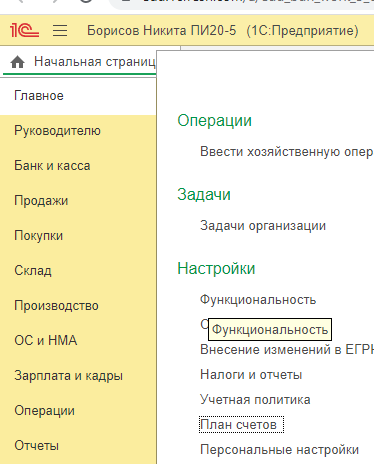 1С Борисов Никита ПИ20-5 (1С:Предприятие)
Начальная страниц
Главное
Руководителю
Банк и касса
Продажи
Покупки
Склад
Производство
ОС и НМА
Зарплата и кадры
Операции
Отчеты
Операции
Ввести хозяйственную опер
Задачи
Задачи организации
Настройки
Функциональность
Функциональность
Внесение изменений в ЕГРН
Налоги и отчеты
Учетная политика
План счетов
Персональные настройки